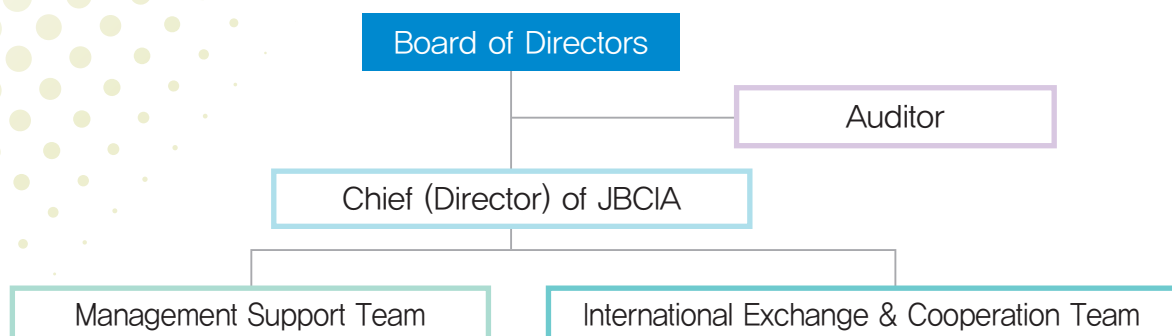 Board of Directors
Auditor
Chief (Director) of JBCIA
Management Support Team
International Exchange & Cooperation Team